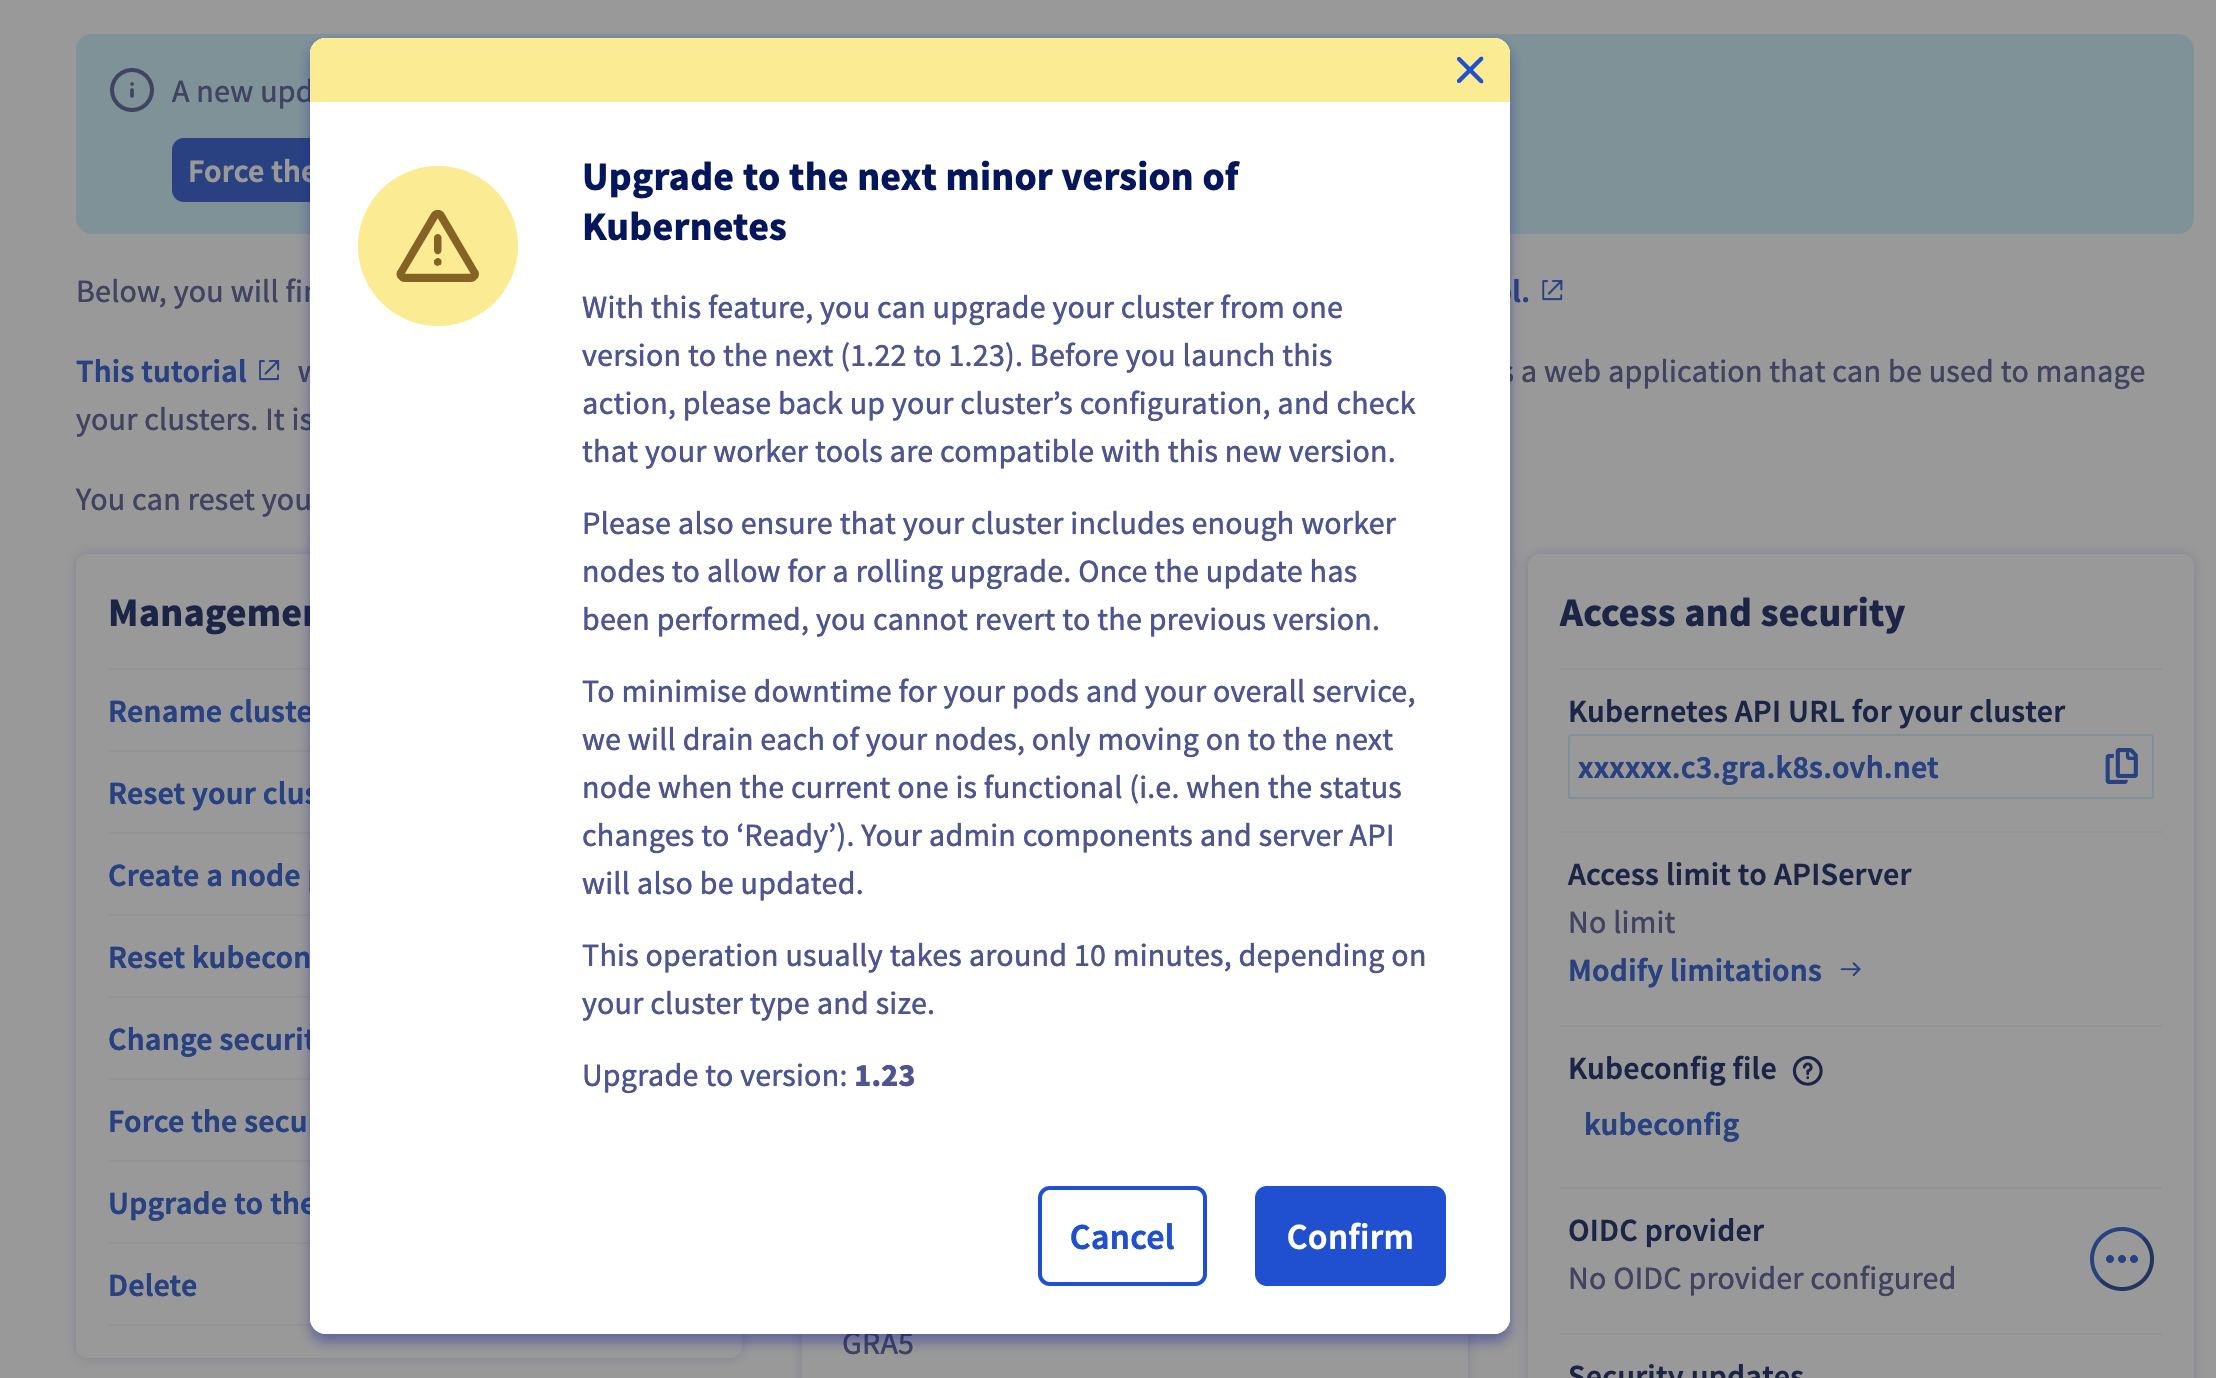 A new
Force the
Upgrade to the next minor version of
Kubernetes
With this feature, you can upgrade your cluster from one
version to the next (1.22 to 1.23). Before you launch this
action, please back up your cluster’s configuration, and check
that your worker tools are compatible with this new version.
Please also ensure that your cluster includes enough worker
nodes to allow for a rolling upgrade. Once the update has
been performed, you cannot revert to the previous version.
To minimise downtime for your pods and your overall service,
we will drain each of your nodes, only moving on to the next
node when the current one is functional (i.e. when the status
changes to ‘Ready’). Your admin components and server API
will also be updated.
This operation usually takes around 10 minutes, depending on
your cluster type and size.
Upgrade to version: 1.23
Cancel
Confirm
Below, you will
This tutorial
a web application that can be used to manage
your clusters. It is
You can reset
Rename
Reset your
Create a node
Reset
Change
Force the
Upgrade to the
Delete
GRA5
Access and security
Kubernetes API URL for your cluster
xxxxxx.c3.gra.k8s.ovh.net
Access limit to APIServer
No limit
Modify limitations →
Kubeconfig file
kubeconfig
OIDC provider
No OIDC provider configured
Security updates